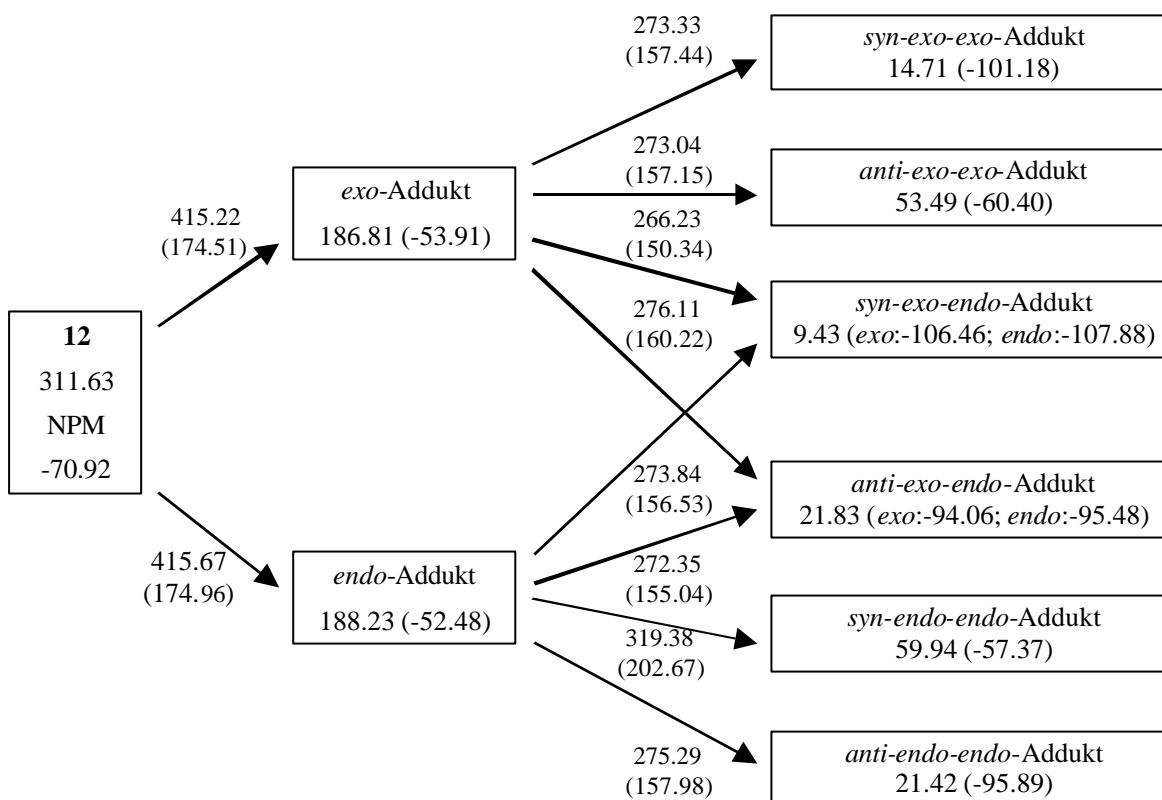 273.33
(157.44)
syn-exo-exo-Addukt
14.71 (-101.18)
273.04
(157.15)
anti-exo-exo-Addukt
53.49 (-60.40)
exo-Addukt
186.81 (-53.91)
415.22
(174.51)
266.23
(150.34)
syn-exo-endo-Addukt
9.43 (exo:-106.46; endo:-107.88)
276.11
(160.22)
12
311.63
NPM
-70.92
273.84
(156.53)
anti-exo-endo-Addukt
21.83 (exo:-94.06; endo:-95.48)
415.67
(174.96)
endo-Addukt
188.23 (-52.48)
272.35
(155.04)
syn-endo-endo-Addukt
59.94 (-57.37)
319.38
(202.67)
275.29
(157.98)
anti-endo-endo-Addukt
21.42 (-95.89)